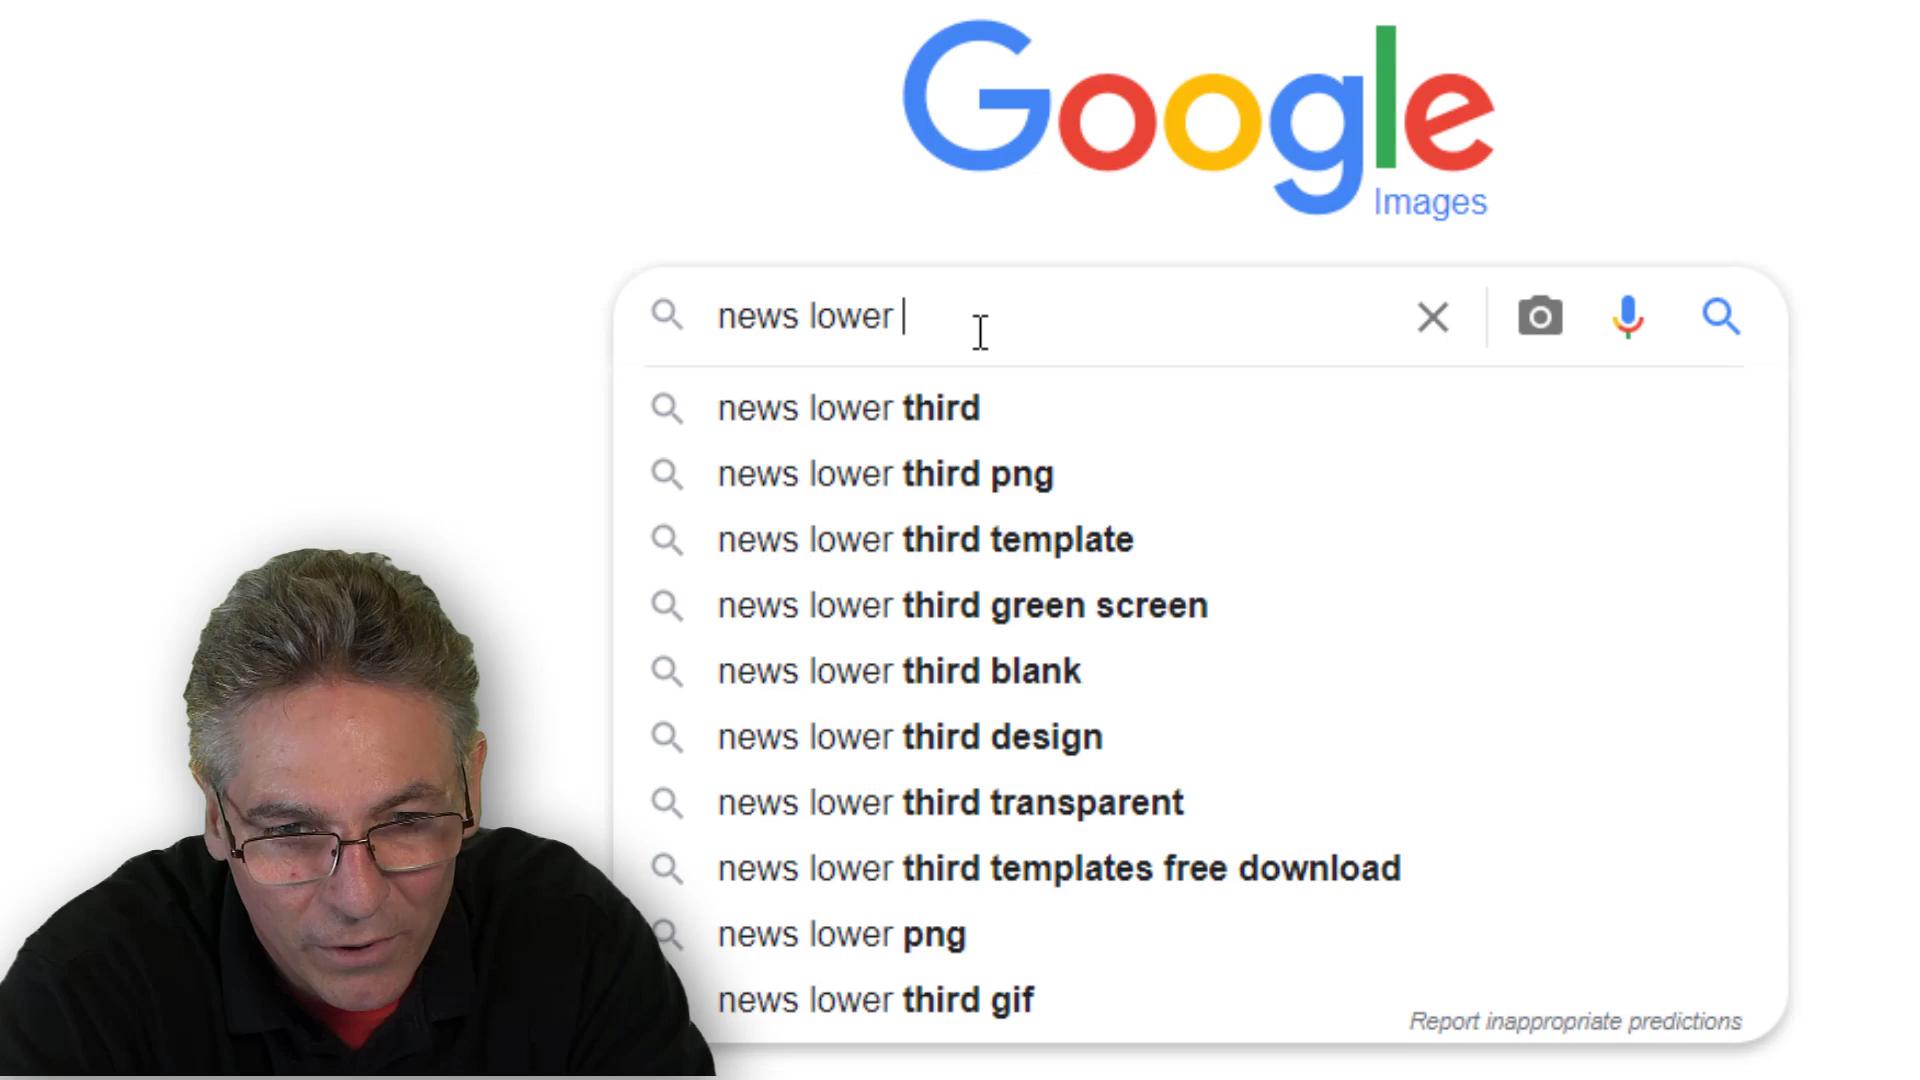 Google
Images
news lower
news lower third
news lower third png
news lower third template
news lower third green screen
news lower third blank
news lower third design
news lower third transparent
news lower third templates free download
news lower png
news lower third gif
Report inappropriate predictions